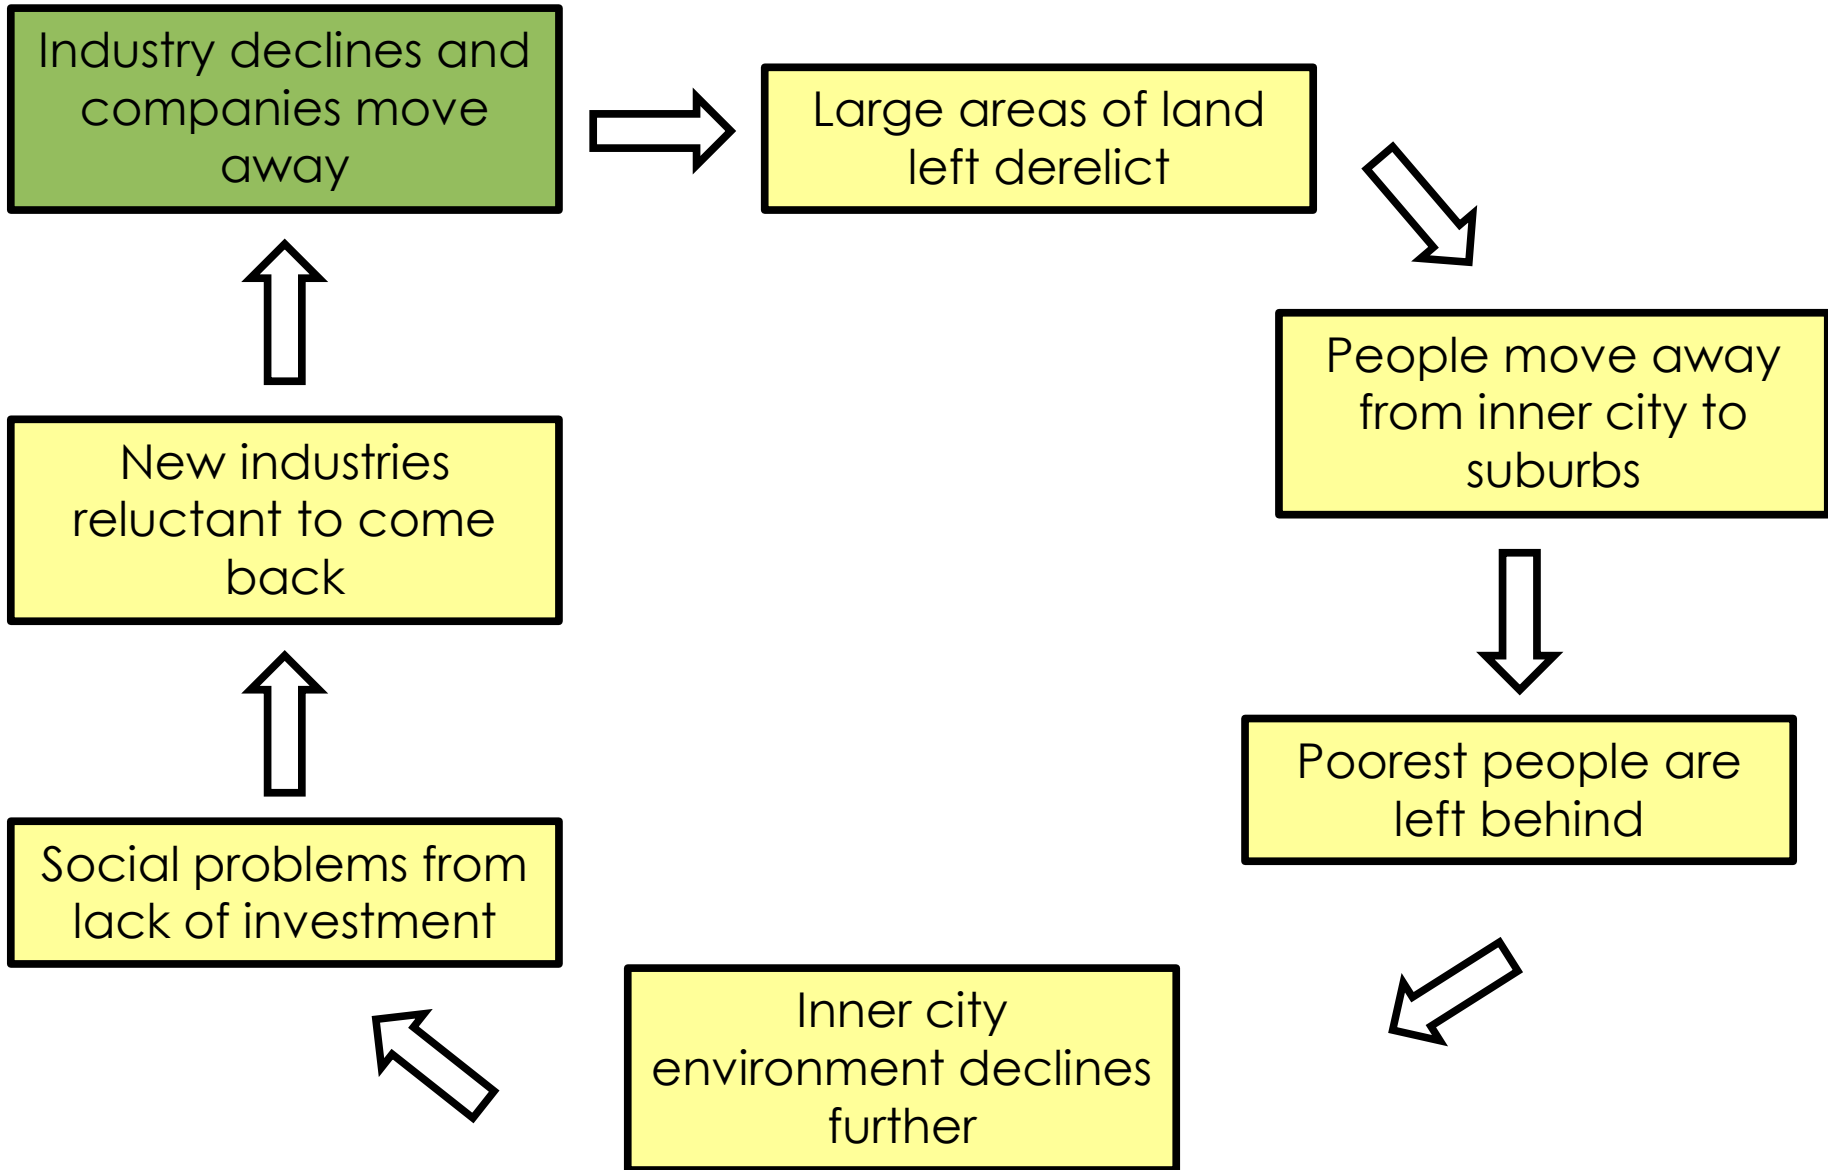 Industry declines and
companies move
away
Large areas of land
left derelict
People move away
from inner city to
suburbs
Poorest people are
left behind
Inner city
environment declines
further
Social problems from
lack of investment
New industries
reluctant to come
back